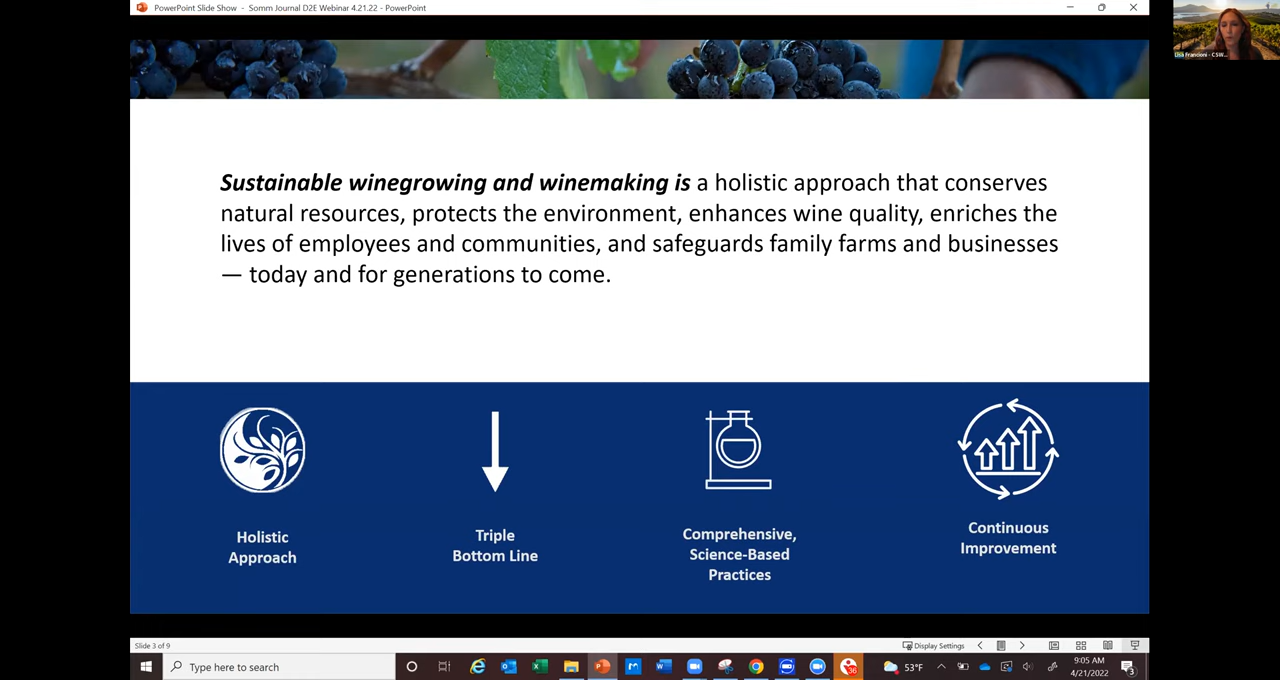 PowerPoint Slide Show - Somm Journal D2E Webinar 4.21.22 - PowerPoint
Lisa Francioni - CSW...
Sustainable winegrowing and winemaking is a holistic approach that conserves
natural resources, protects the environment, enhances wine quality, enriches the
lives of employees and communities, and safeguards family farms and businesses
— today and for generations to come.
Holistic
Approach
Triple
Bottom Line
Comprehensive,
Science-Based
Practices
Continuous
Improvement
Slide 3 of 9
Display Settings
Type here to search
53°F
9:05 AM
4/21/2022